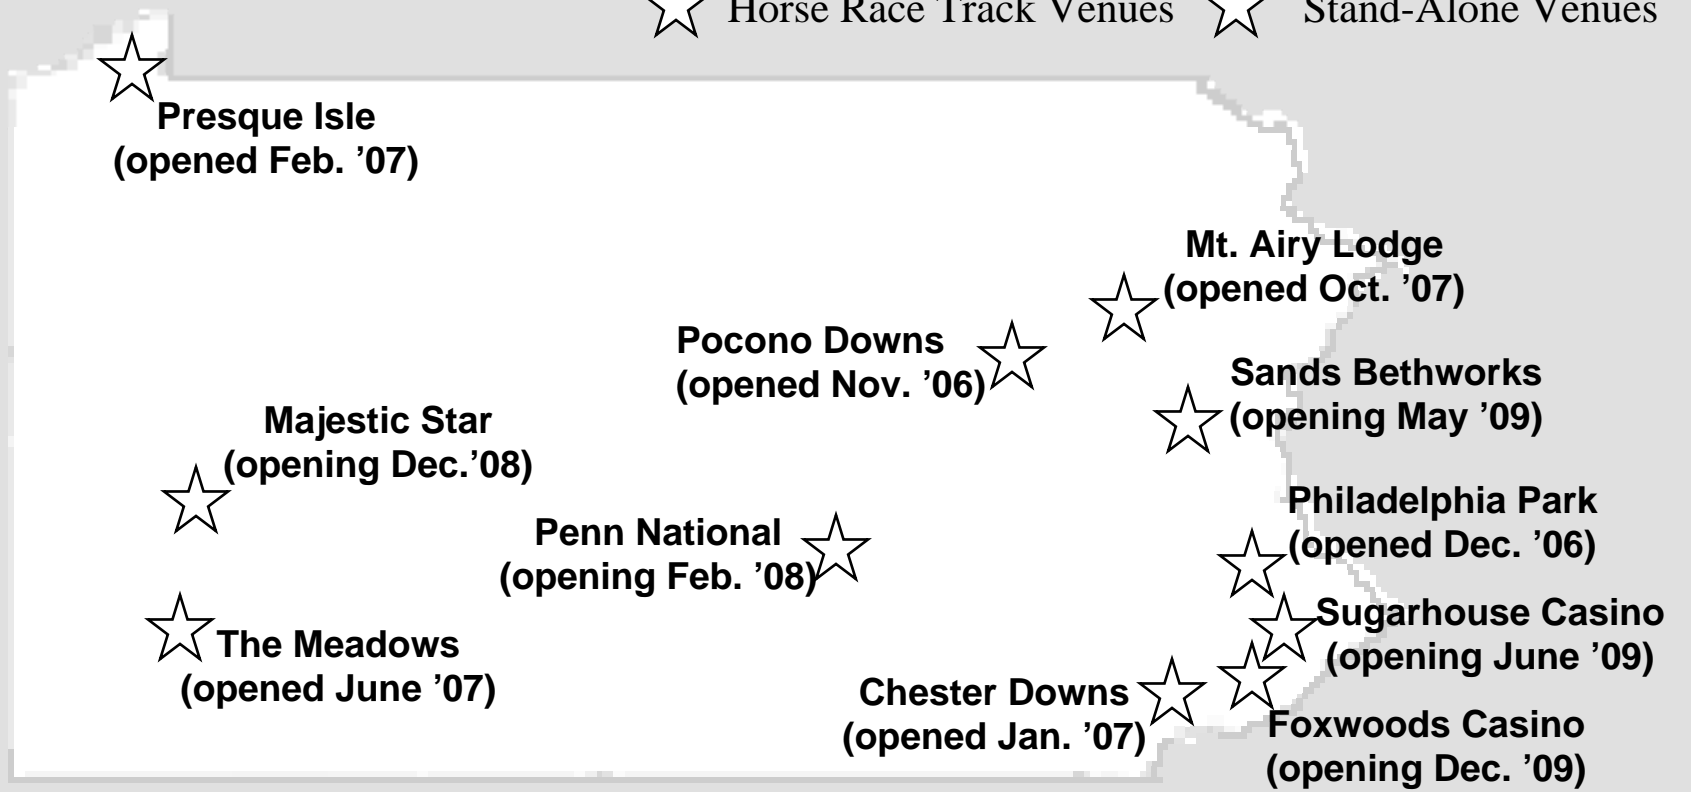 Horse Race Track Venues
Stand-Alone Venues
Presque Isle
(opened Feb. ’07)
Mt. Airy Lodge
(opened Oct. ’07)
Pocono Downs
(opened Nov. ’06)
Sands Bethworks
(opening May ’09)
Majestic Star
(opening Dec.’08)
Philadelphia Park
(opened Dec. ’06)
Penn National
(opening Feb. ’08)
Sugarhouse Casino
(opening June ’09)
The Meadows
(opened June ’07)
Chester Downs
(opened Jan. ’07)
Foxwoods Casino
(opening Dec. ’09)